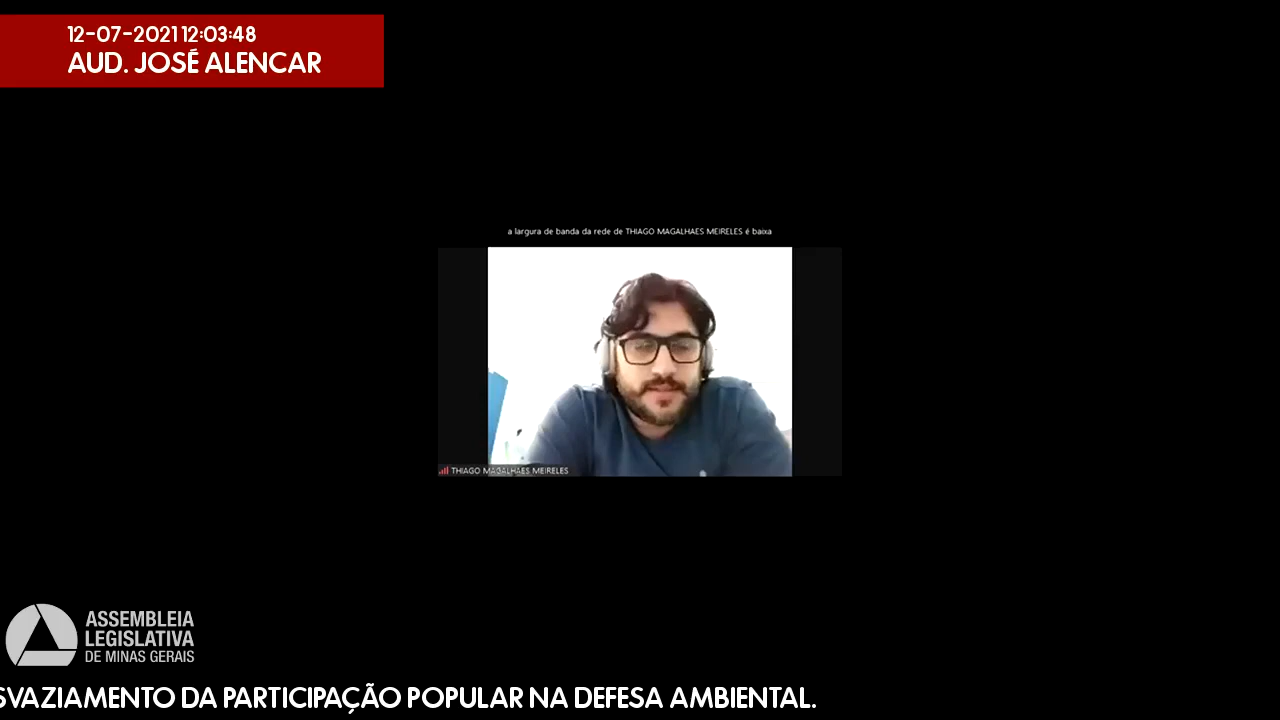 12-07-2021 12:03:48
AUD. JOSÉ ALENCAR
a largura de banda da rede de THIAGO MAGALHAES MEIRELES é baixa
THIAGO MAGALHAES MEIRELES
ASSEMBLEIA
LEGISLATIVA
DE MINAS GERAIS
SVAZIAMENTO DA PARTICIPAÇÃO POPULAR NA DEFESA AMBIENTAL.